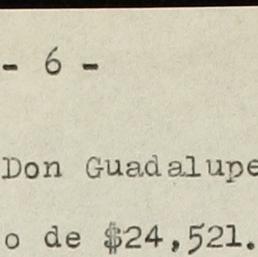 - 6 -
Don Guadalupe
o de $24,521.